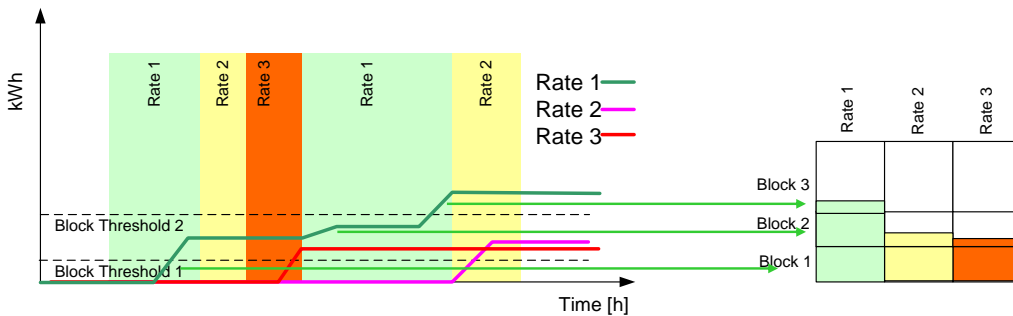 kWh
Rate 1
Rate 2
Rate 3
Rate 1
Rate 2
Rate 1
Rate 2
Rate 3
Block Threshold 2
Block Threshold 1
Time [h]
Rate 1
Rate 2
Rate 3
Block 3
Block 2
Block 1